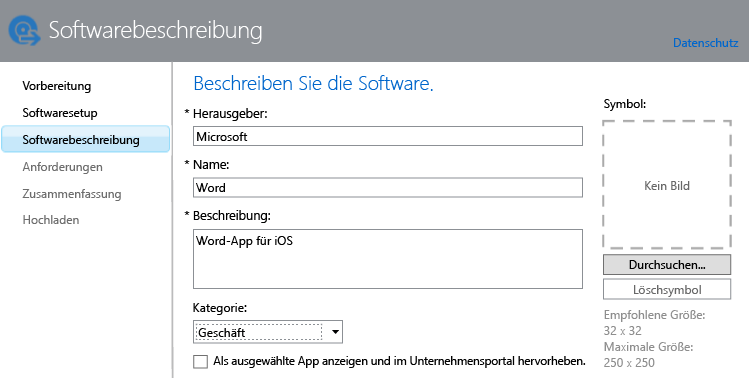 Softwarebeschreibung
Datenschutz
Vorbereitung
Softwaresetup
Softwarebeschreibung
Anforderungen
Zusammenfassung
Hochladen
Beschreiben Sie die Software.
* Herausgeber:
Microsoft
* Name:
Word
* Beschreibung:
Word-App für iOS
Kategorie:
Geschäft
Als ausgewählte App anzeigen und im Unternehmensportal hervorheben.
Symbol:
Kein Bild
Durchsuchen...
Löschsymbol
Empfohlene Größe:
32 x 32
Maximale Größe:
250 x 250